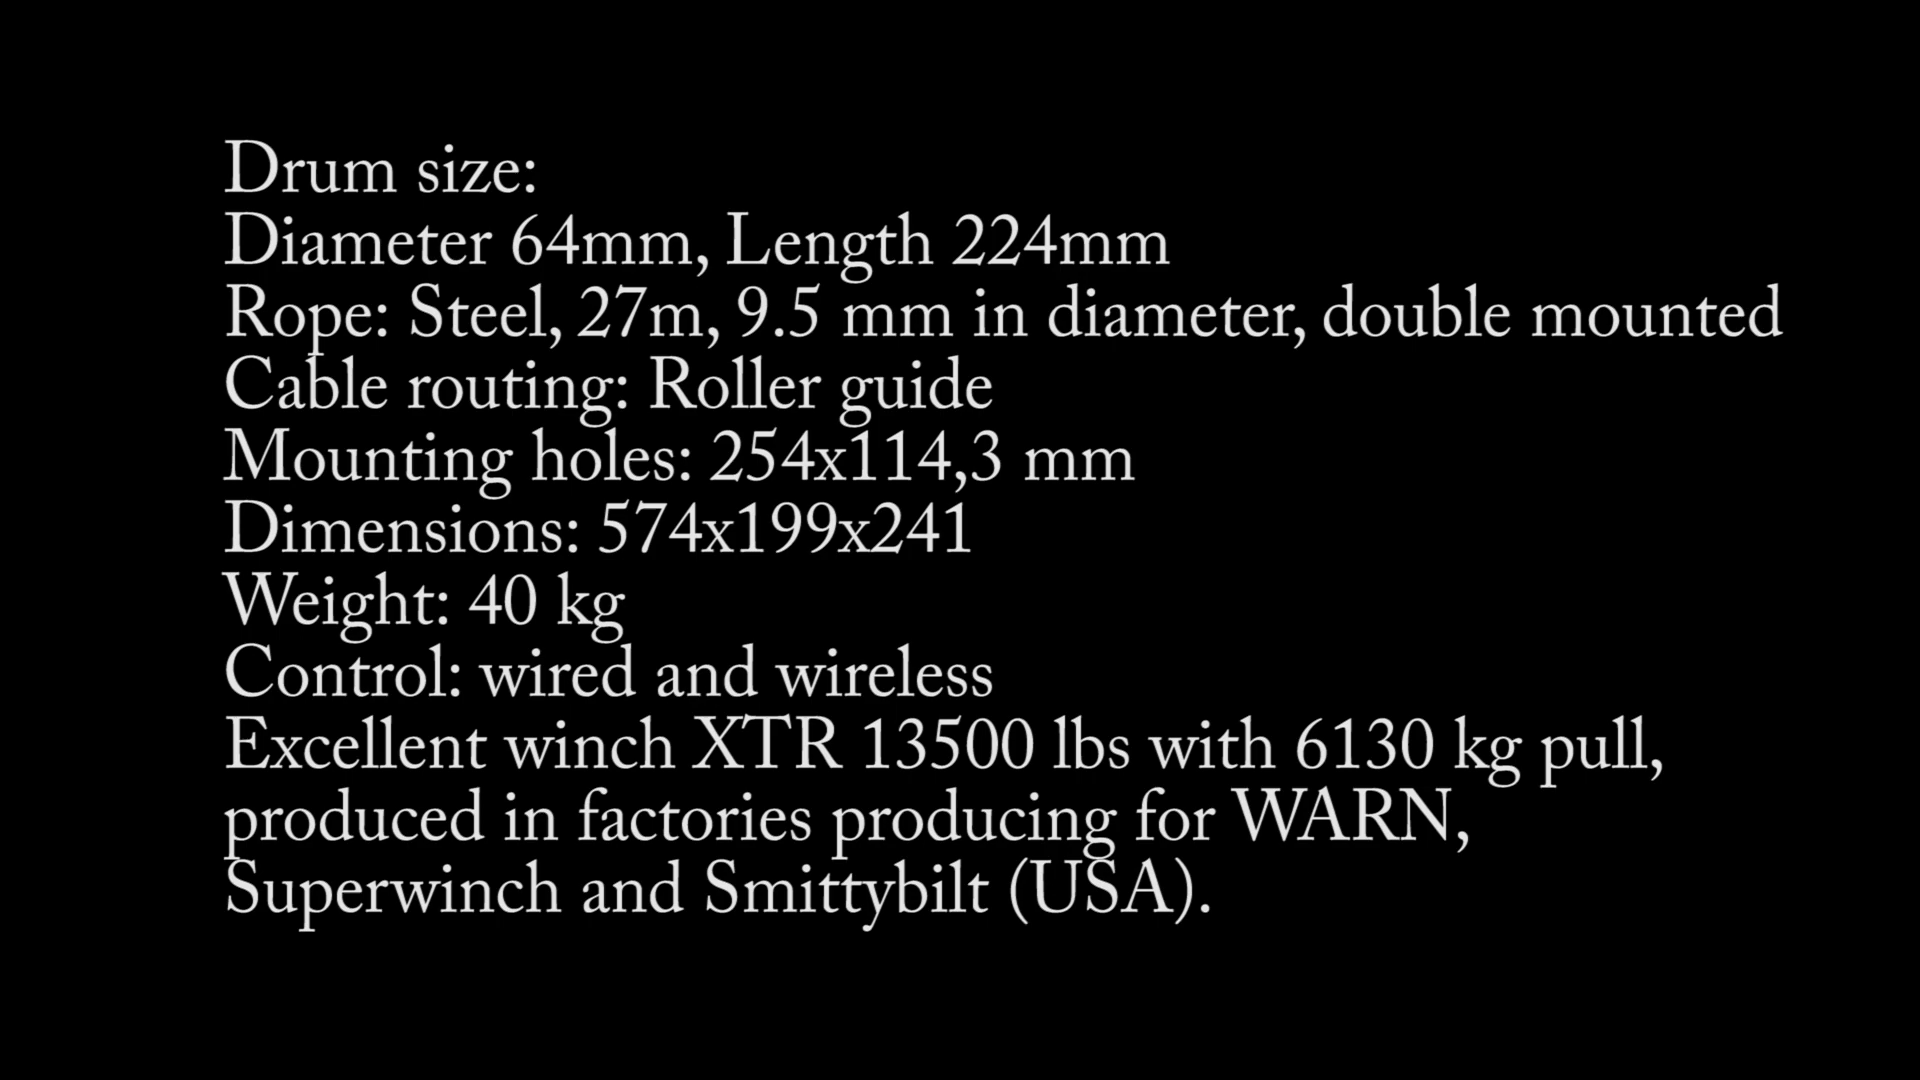 Drum size:
Diameter 64mm, Length 224mm
Rope: Steel, 27m, 9.5 mm in diameter, double mounted
Cable routing: Roller guide
Mounting holes: 254x114,3 mm
Dimensions: 574x199x241
Weight: 40 kg
Control: wired and wireless
Excellent winch XTR 13500 lbs with 6130 kg pull,
produced in factories producing for WARN,
Superwinch and Smittybilt (USA).